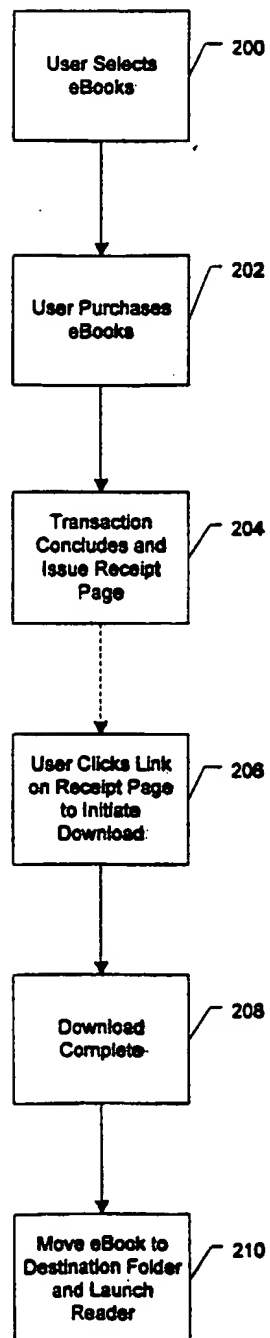 User Selects
eBooks
200
User Purchases
eBooks
202
Transaction
Concludes and
Issue Receipt
Page
204
User Clicks Link
on Receipt Page
to Initiate
Download
206
Download
Complete
208
Move eBook to
Destination Folder
and Launch
Reader
210